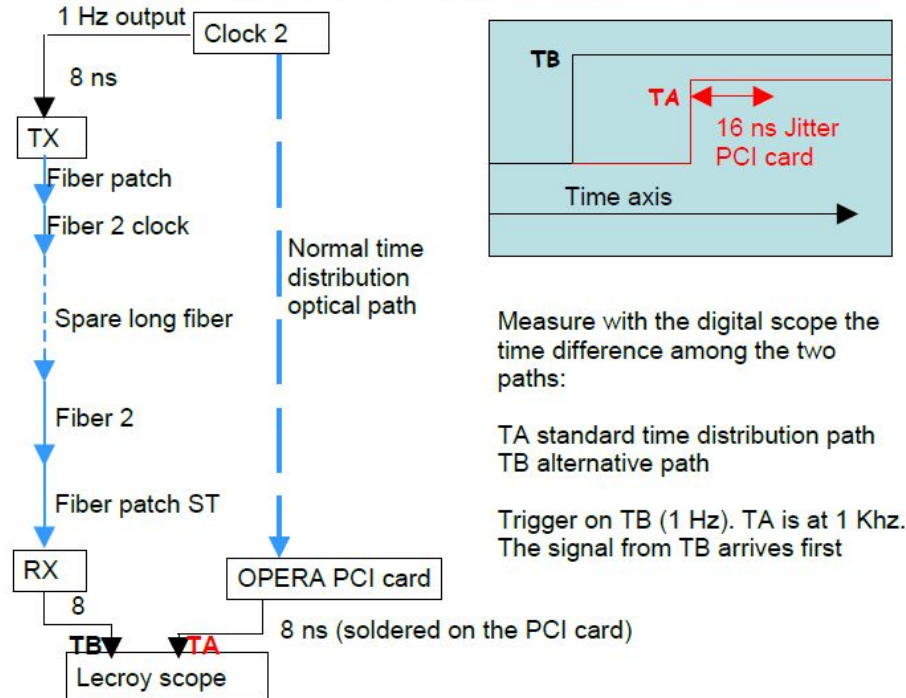 1 Hz output
Clock 2
8 ns
TX
Fiber patch
Fiber 2 clock
Spare long fiber
Fiber 2
Fiber patch ST
RX
8
TB
TA
Lecroy scope
Normal time
distribution
optical path
OPERA PCI card
8 ns (soldered on the PCI card)
TB
TA
16 ns Jitter
PCI card
Time axis
Measure with the digital scope the
time difference among the two
paths:
TA standard time distribution path
TB alternative path
Trigger on TB (1 Hz). TA is at 1 Khz.
The signal from TB arrives first